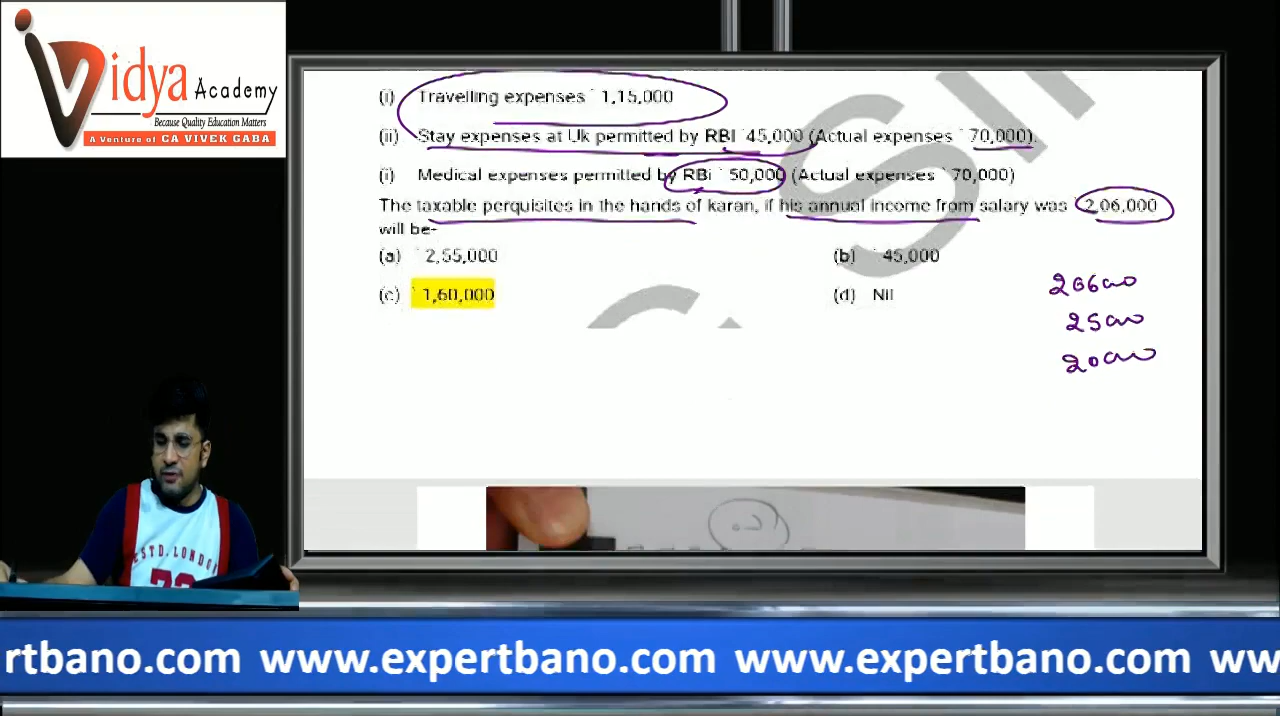 Vidya Academy
Because Quality Education Matters
A Venture of CA VIVEK GABA
(i) Travelling expenses ` 1,15,000
(ii) Stay expenses at Uk permitted by RBI ` 45,000 (Actual expenses ` 70,000).
(i) Medical expenses permitted by RBi ` 50,000 (Actual expenses ` 70,000)
The taxable perquisites in the hands of karan, if his annual income from salary was ` 2,06,000
will be-
(a) ` 2,55,000 (b) ` 45,000
(c) ` 1,60,000 (d) Nil
206000
25000
20000
ESTD. LONDON
rtbano.com www.expertbano.com www.expertbano.com ww